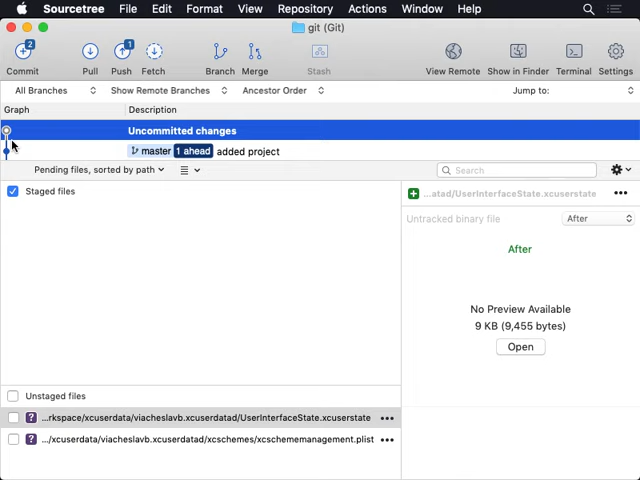 Sourcetree File Edit Format View Repository Actions Window Help
git (Git)
2 1
Commit Pull Push Fetch Branch Merge Stash View Remote Show in Finder Terminal Settings
All Branches Show Remote Branches Ancestor Order Jump to:
Graph Description
Uncommitted changes
master 1 ahead added project
Pending files, sorted by path Search
Staged files ...atad/UserInterfaceState.xcuserstate
Untracked binary file After
After
No Preview Available
9 KB (9,455 bytes)
Open
Unstaged files
? ...rkspace/xcuserdata/viacheslavb.xcuserdatad/UserInterfaceState.xcuserstate
? .../xcuserdata/viacheslavb.xcuserdatad/xcschemes/xcschememanagement.plist